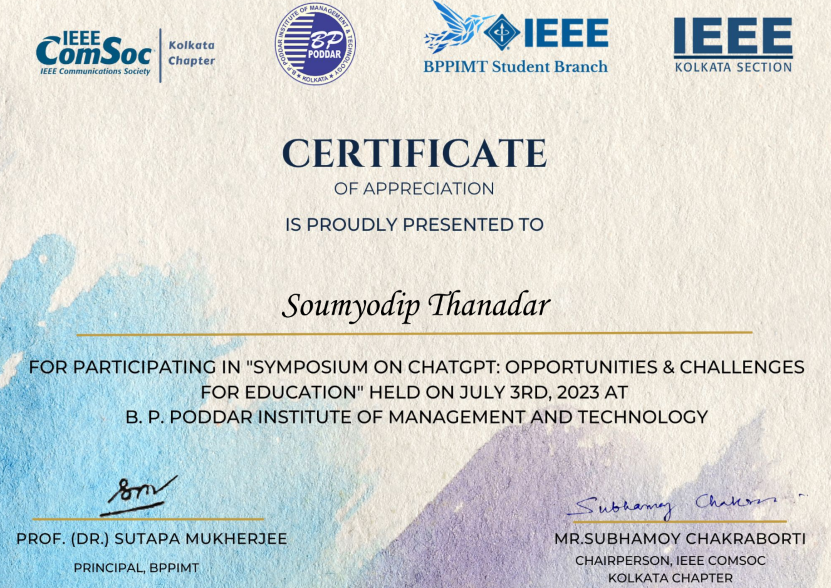 IEEE
ComSoc
IEEE Communications Society
Kolkata
Chapter
B. P. PODDAR INSTITUTE OF MANAGEMENT & TECHNOLOGY
★ KOLKATA ★
BP
PODDAR
IEEE
BPPIMT Student Branch
IEEE
KOLKATA SECTION
CERTIFICATE
OF APPRECIATION
IS PROUDLY PRESENTED TO
Soumyodip Thanadar
FOR PARTICIPATING IN "SYMPOSIUM ON CHATGPT: OPPORTUNITIES & CHALLENGES
FOR EDUCATION" HELD ON JULY 3RD, 2023 AT
B. P. PODDAR INSTITUTE OF MANAGEMENT AND TECHNOLOGY
Subhamoy
PROF. (DR.) SUTAPA MUKHERJEE
PRINCIPAL, BPPIMT
MR.SUBHAMOY CHAKRABORTI
CHAIRPERSON, IEEE COMSOC
KOLKATA CHAPTER